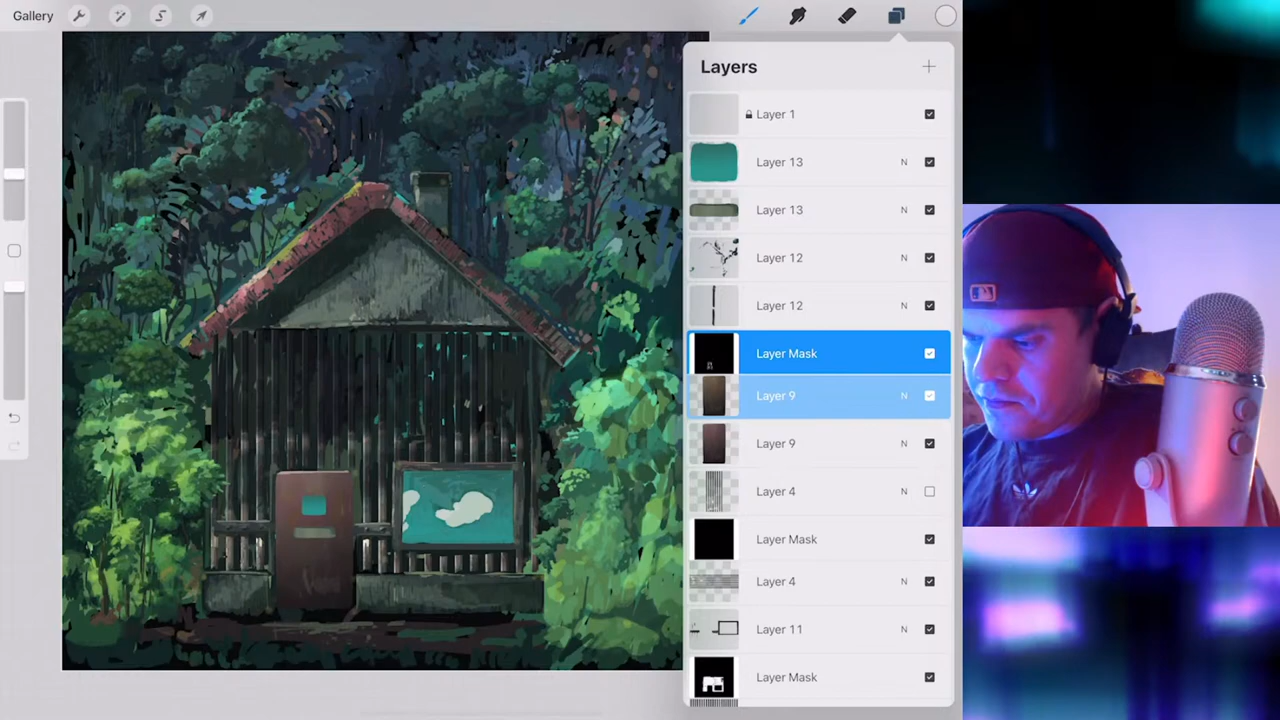 Gallery
Layers
Layer 1
Layer 13 N
Layer 13 N
Layer 12 N
Layer 12 N
Layer Mask
Layer 9 N
Layer 9 N
Layer 4 N
Layer Mask
Layer 4 N
Layer 11 N
Layer Mask